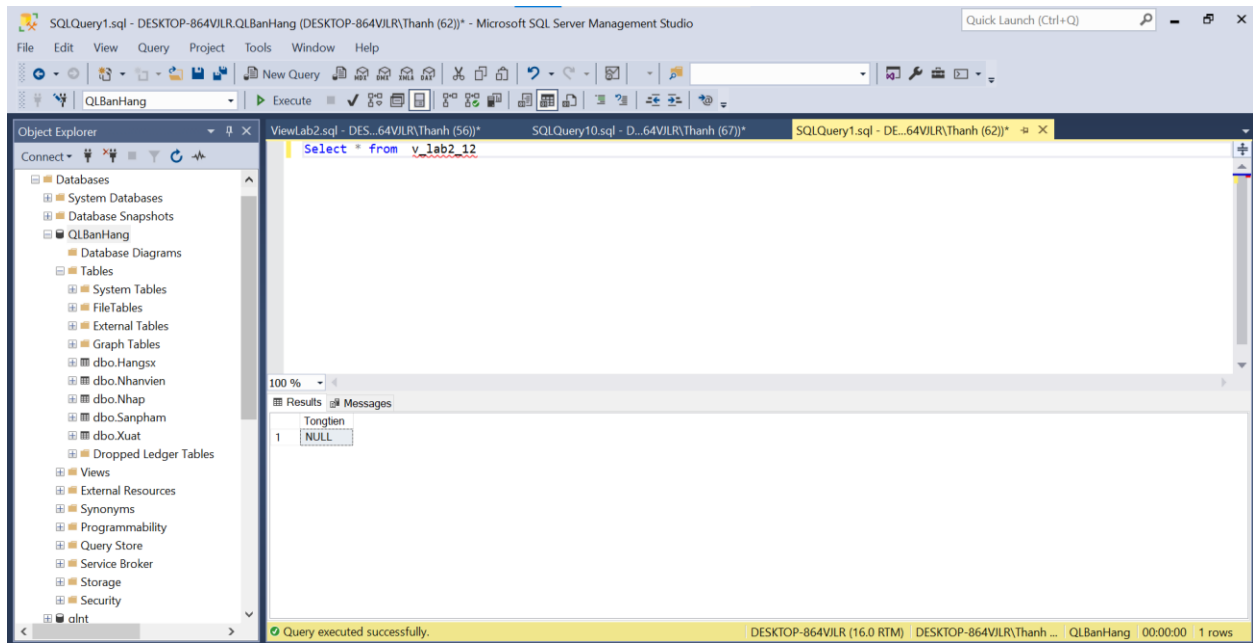 SQLQuery1.sql - DESKTOP-864VJLR.QLBanHang (DESKTOP-864VJLR\Thanh (62))* - Microsoft SQL Server Management Studio
Quick Launch (Ctrl+Q)
File Edit View Query Project Tools Window Help
New Query
MDX DMX XMLA DAX
QLBanHang
Execute
Object Explorer
ViewLab2.sql - DES...64VJLR\Thanh (56))* SQLQuery10.sql - D...64VJLR\Thanh (67))* SQLQuery1.sql - DE...64VJLR\Thanh (62))*
Connect
Select * from v_lab2_12
Databases
System Databases
Database Snapshots
QLBanHang
Database Diagrams
Tables
System Tables
FileTables
External Tables
Graph Tables
dbo.Hangsx
dbo.Nhanvien
dbo.Nhap
dbo.Sanpham
dbo.Xuat
Dropped Ledger Tables
Views
External Resources
Synonyms
Programmability
Query Store
Service Broker
Storage
Security
qlnt
100 %
Results Messages
Tongtien
1 NULL
Query executed successfully.
DESKTOP-864VJLR (16.0 RTM) DESKTOP-864VJLR\Thanh ... QLBanHang 00:00:00 1 rows